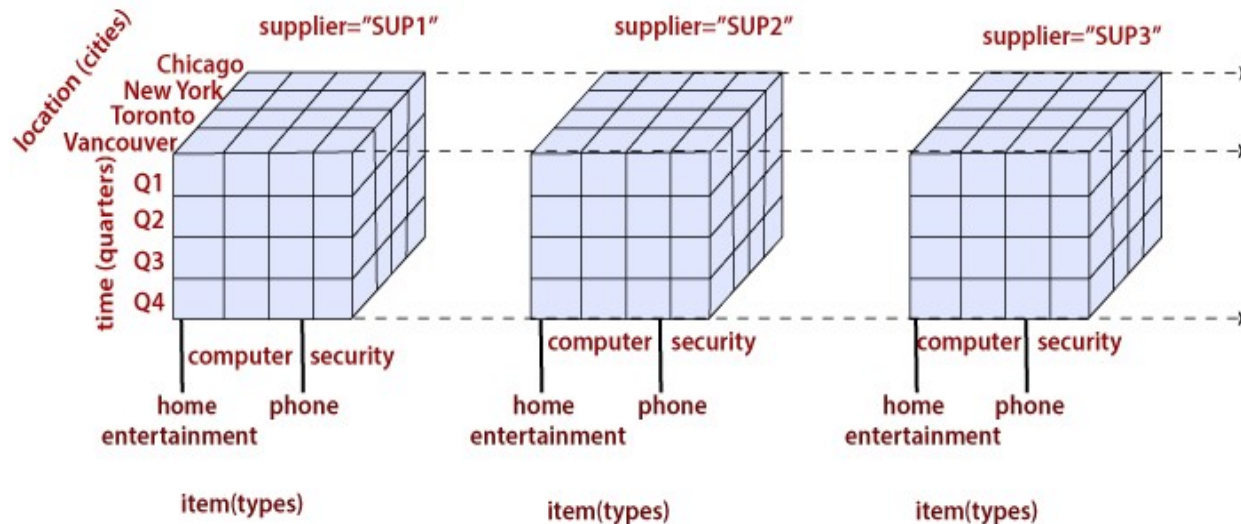 supplier=”SUP1”
supplier=”SUP2”
supplier=”SUP3”
location (cities)
Chicago
New York
Toronto
Vancouver
time (quarters)
Q1
Q2
Q3
Q4
computer security
home phone
entertainment
item(types)
computer security
home phone
entertainment
item(types)
computer security
home phone
entertainment
item(types)